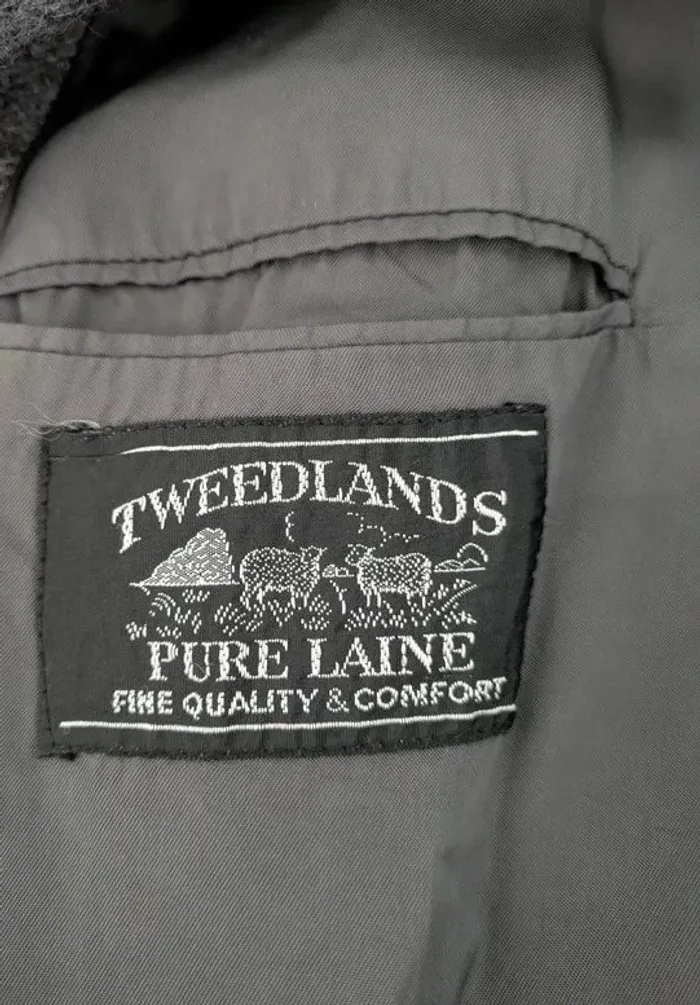 TWEEDLANDS
PURE LAINE
FINE QUALITY & COMFORT